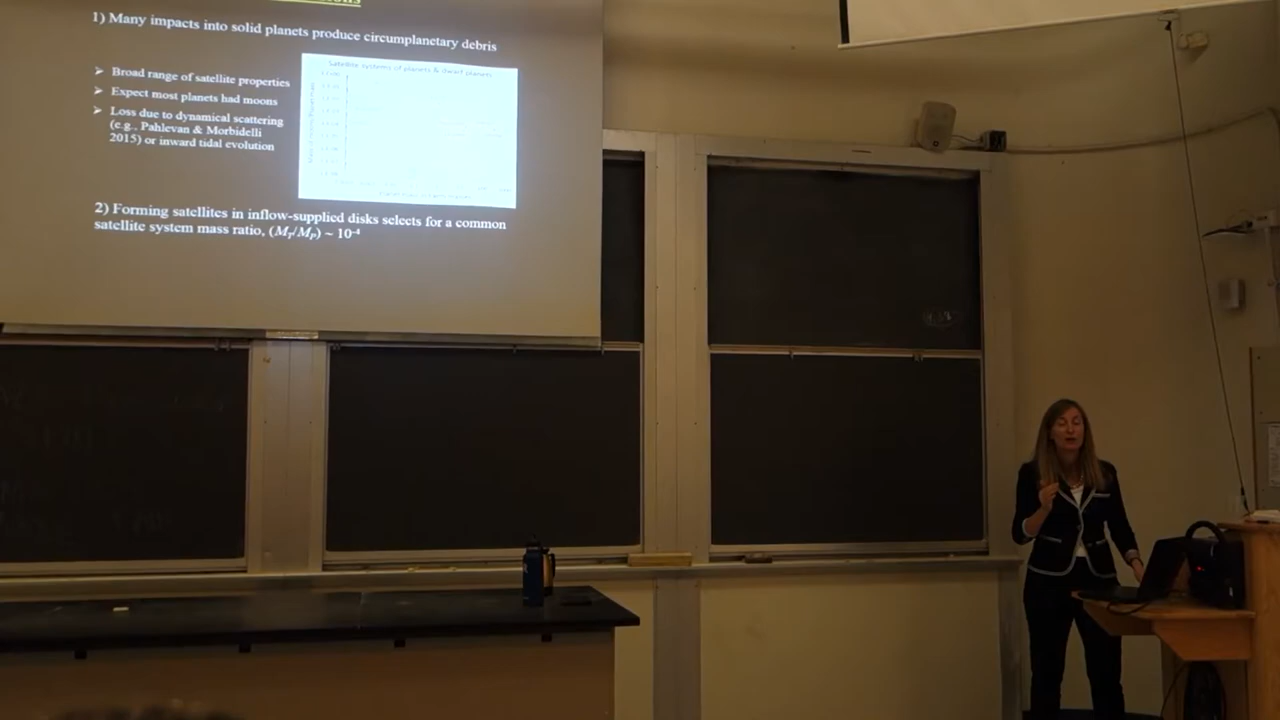 1) Many impacts into solid planets produce circumplanetary debris
Satellite systems of planets & dwarf planets
➢ Broad range of satellite properties
➢ Expect most planets had moons
➢ Loss due to dynamical scattering
(e.g., Pahlevan & Morbidelli
2015) or inward tidal evolution
2) Forming satellites in inflow-supplied disks selects for a common
satellite system mass ratio, (M_T/M_P) ~ 10⁻⁴